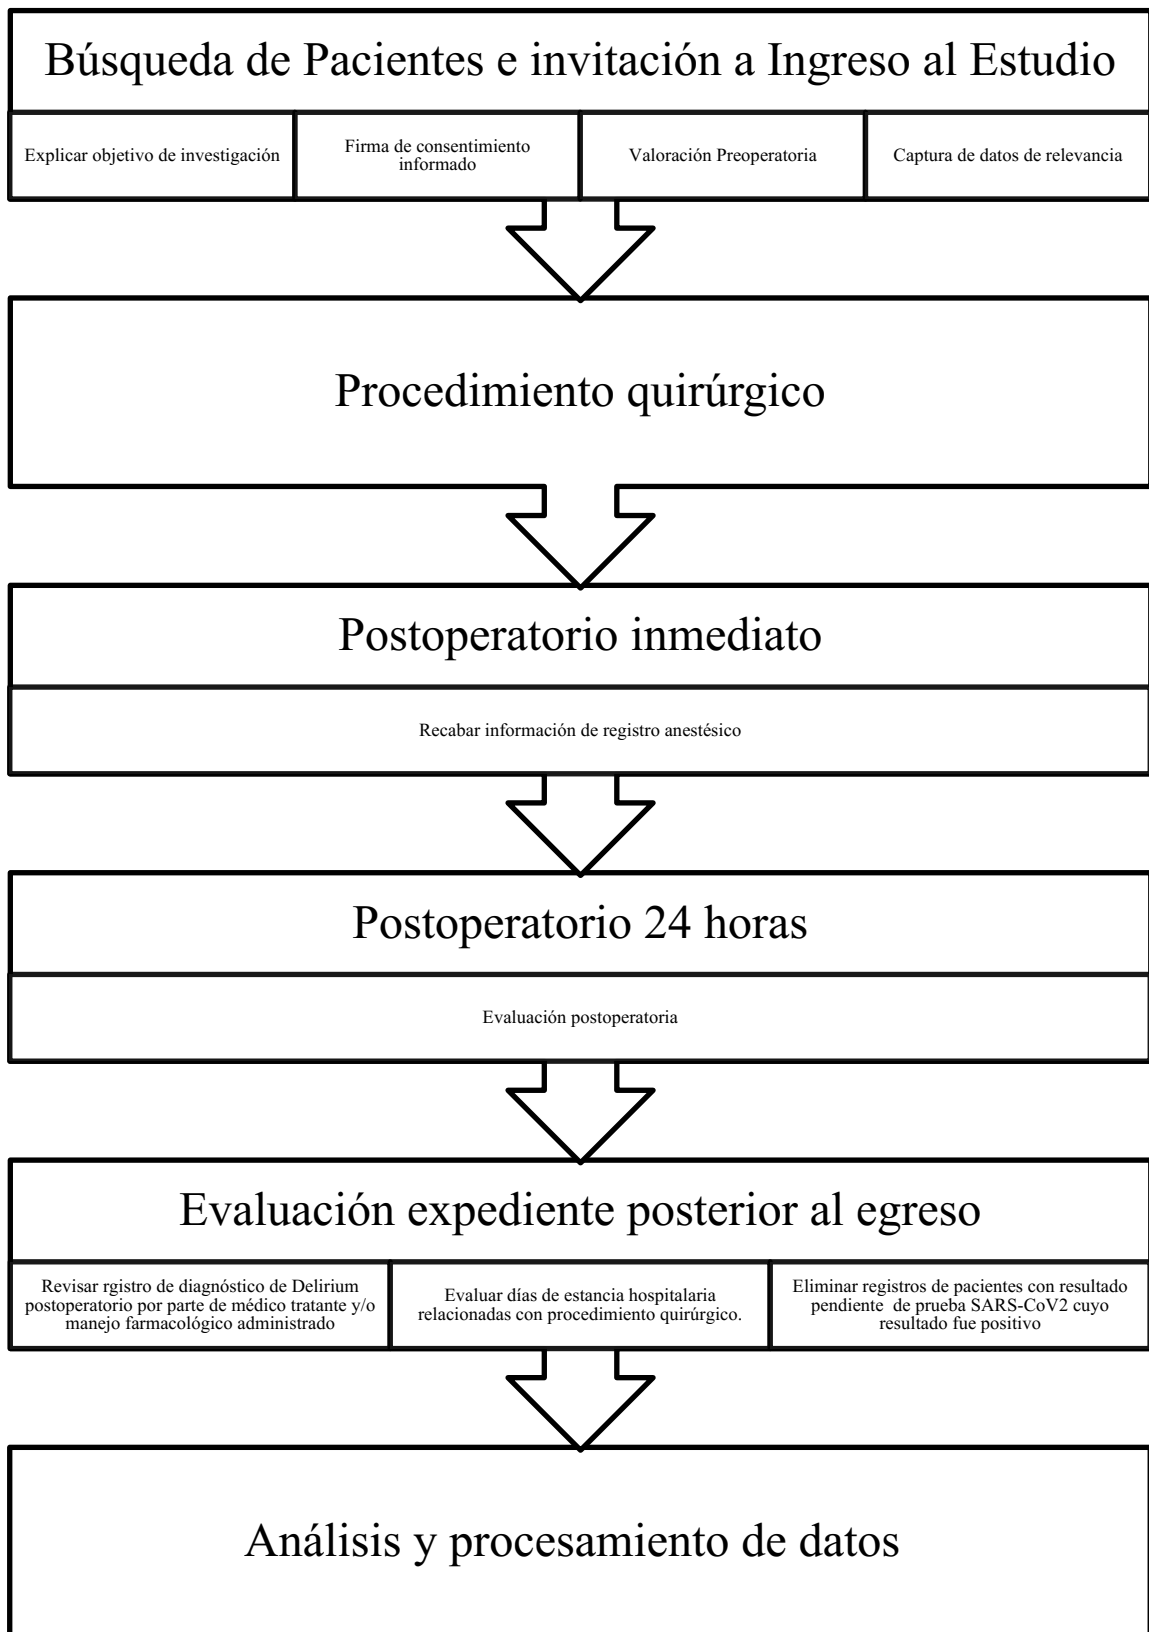 Búsqueda de Pacientes e invitación a Ingreso al Estudio
Explicar objetivo de investigación
Firma de consentimiento
informado
Valoración Preoperatoria
Captura de datos de relevancia
Procedimiento quirúrgico
Postoperatorio inmediato
Recabar información de registro anestésico
Postoperatorio 24 horas
Evaluación postoperatoria
Evaluación expediente posterior al egreso
Revisar rgistro de diagnóstico de Delirium
postoperatorio por parte de médico tratante y/o
manejo farmacológico administrado
Evaluar días de estancia hospitalaria
relacionadas con procedimiento quirúrgico.
Eliminar registros de pacientes con resultado
pendiente  de prueba SARS-CoV2 cuyo
resultado fue positivo
Análisis y procesamiento de datos